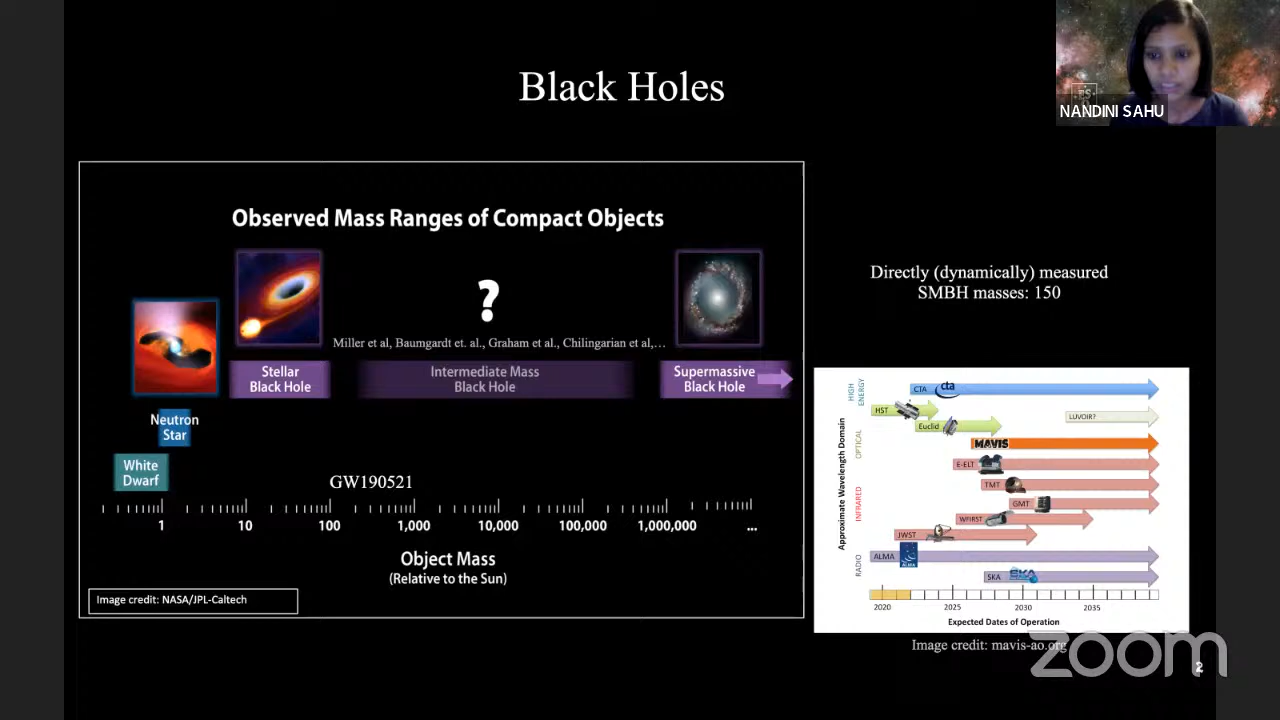 Black Holes
NANDINI SAHU
Observed Mass Ranges of Compact Objects
?
Miller et al, Baumgardt et. al., Graham et al., Chilingarian et al,…
Stellar
Black Hole
Intermediate Mass
Black Hole
Supermassive
Black Hole
Neutron
Star
White
Dwarf
GW190521
1
10
100
1,000
10,000
100,000
1,000,000
...
Object Mass
(Relative to the Sun)
Image credit: NASA/JPL-Caltech
Directly (dynamically) measured
SMBH masses: 150
Approximate Wavelength Domain
HIGH
ENERGY
OPTICAL
INFRARED
RADIO
CTA
cta
HST
LUVOIR?
Euclid
MAVIS
E-ELT
TMT
GMT
WFIRST
JWST
ALMA
ALMA
SKA
SKA
2020
2025
2030
2035
Expected Dates of Operation
Image credit: mavis-ao.org
zoom
2